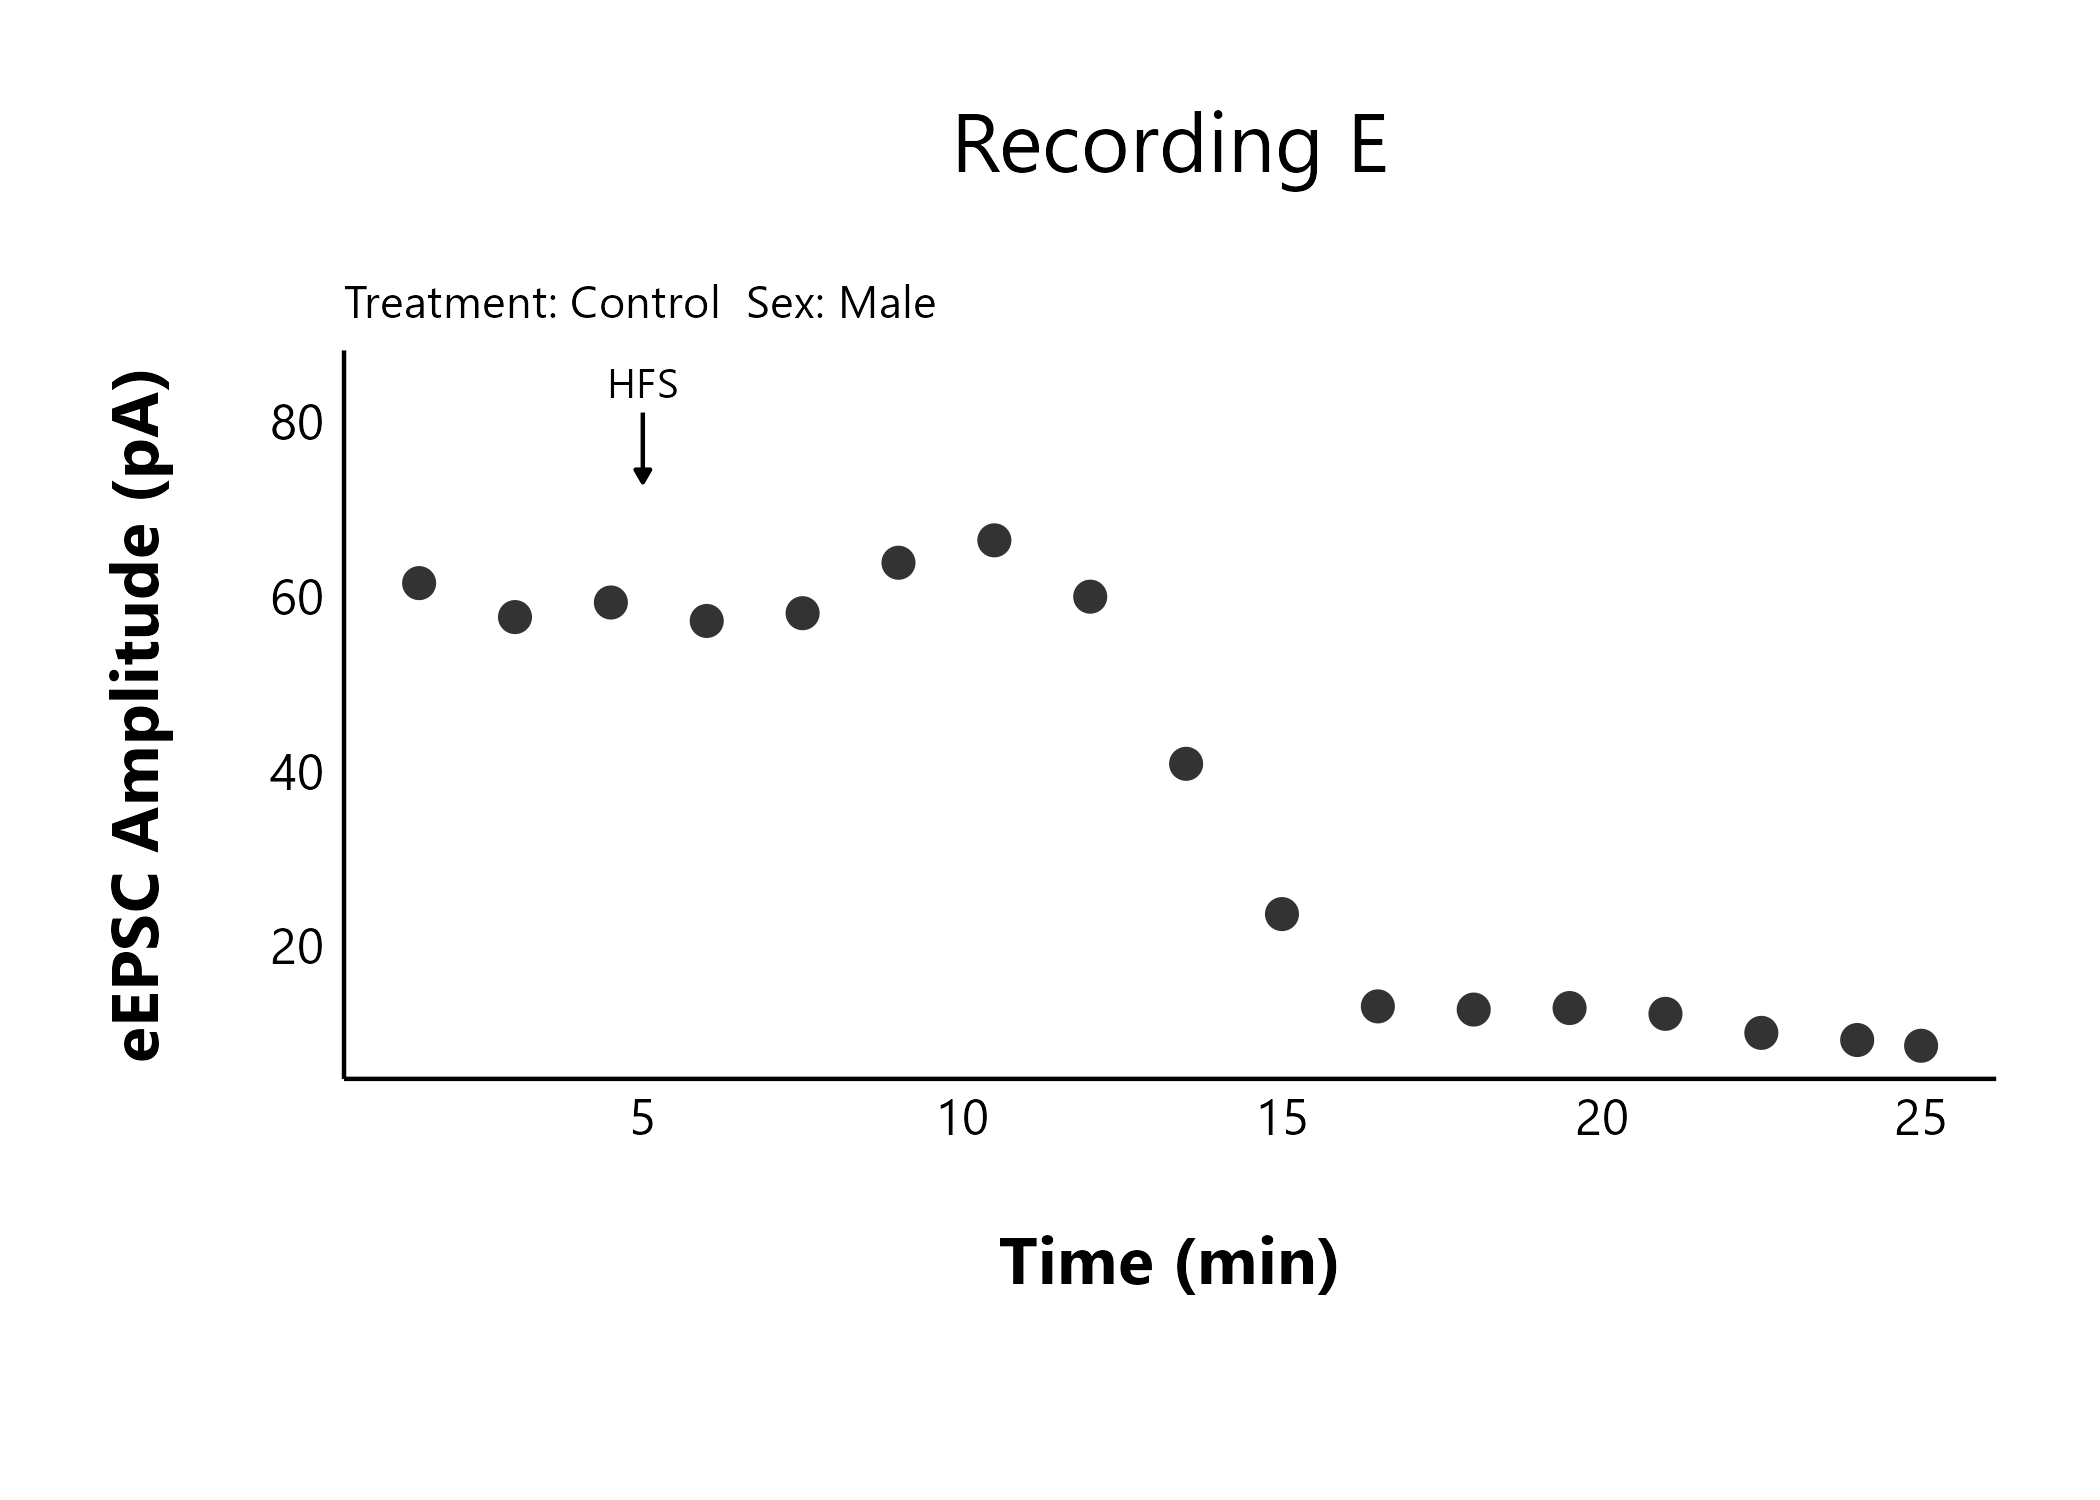 Recording E
Treatment: Control  Sex: Male
HFS
eEPSC Amplitude (pA)
80
60
40
20
5 10 15 20 25
Time (min)